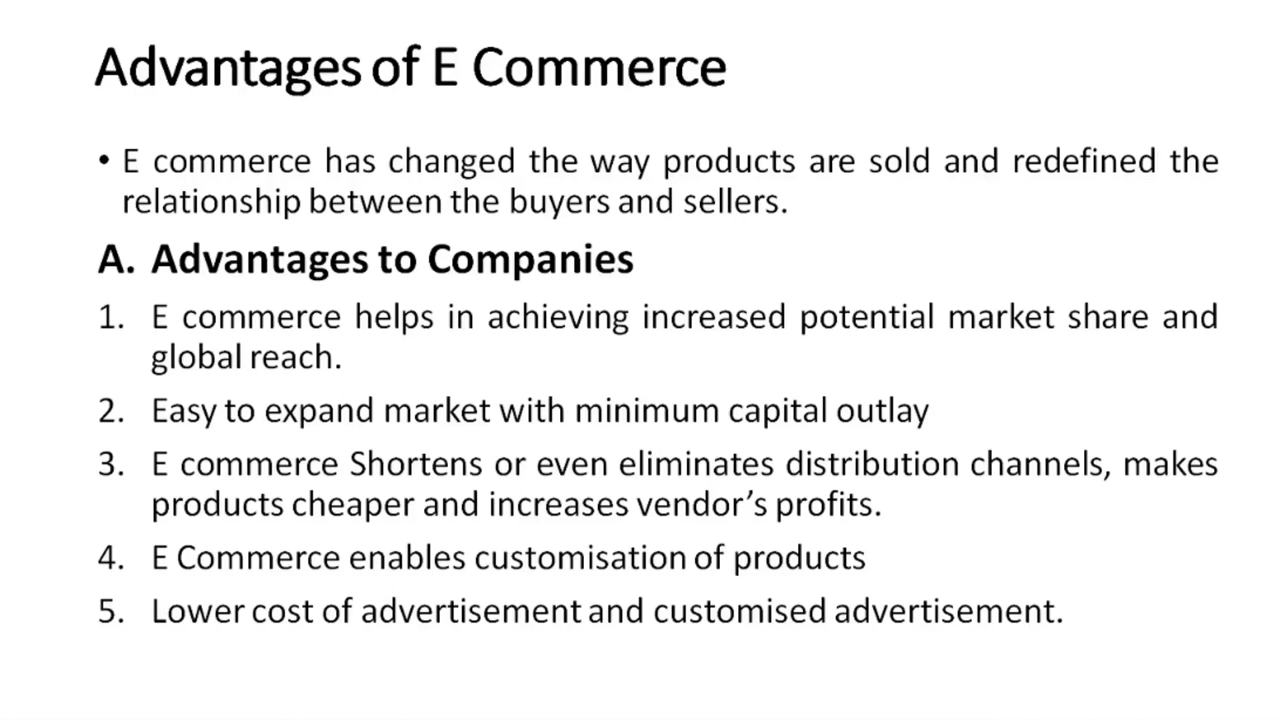 Advantages of E Commerce
• E commerce has changed the way products are sold and redefined the
relationship between the buyers and sellers.
A. Advantages to Companies
1. E commerce helps in achieving increased potential market share and
global reach.
2. Easy to expand market with minimum capital outlay
3. E commerce Shortens or even eliminates distribution channels, makes
products cheaper and increases vendor’s profits.
4. E Commerce enables customisation of products
5. Lower cost of advertisement and customised advertisement.